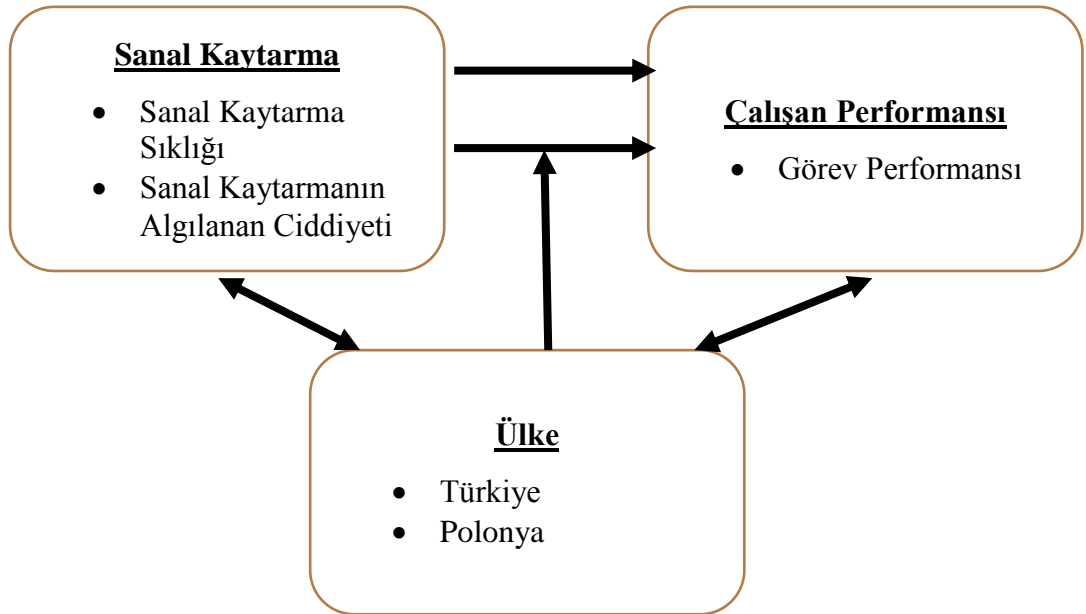 Sanal Kaytarma
• Sanal Kaytarma
Sıklığı
• Sanal Kaytarmanın
Algılanan Ciddiyeti
Çalışan Performansı
• Görev Performansı
Ülke
• Türkiye
• Polonya